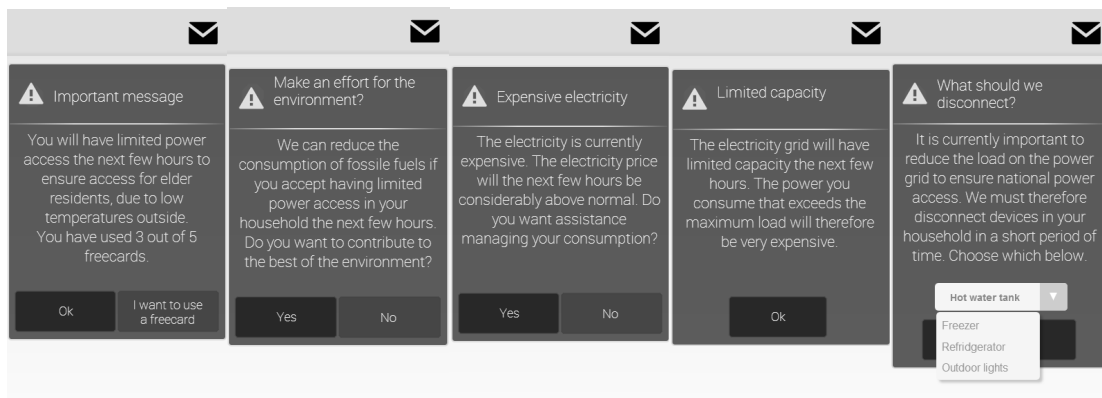 Important message
You will have limited power
access the next few hours to
ensure access for elder
residents, due to low
temperatures outside.
You have used 3 out of 5
freecards.
Ok
I want to use
a freecard
Make an effort for the
environment?
We can reduce the
consumption of fossile fuels if
you accept having limited
power access in your
household the next few hours.
Do you want to contribute to
the best of the environment?
Yes
No
Expensive electricity
The electricity is currently
expensive. The electricity price
will the next few hours be
considerably above normal. Do
you want assistance
managing your consumption?
Yes
No
Limited capacity
The electricity grid will have
limited capacity the next few
hours. The power you
consume that exceeds the
maximum load will therefore
be very expensive.
Ok
What should we
disconnect?
It is currently important to
reduce the load on the power
grid to ensure national power
access. We must therefore
disconnect devices in your
household in a short period of
time. Choose which below.
Hot water tank
Freezer
Refridgerator
Outdoor lights